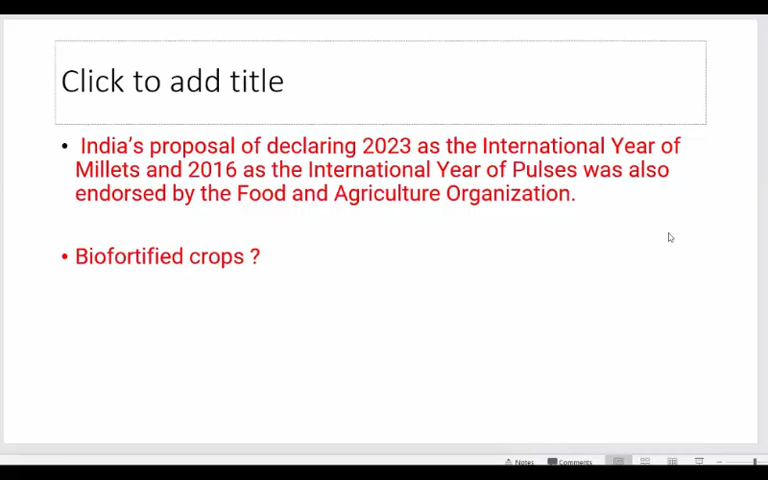 Click to add title
• India's proposal of declaring 2023 as the International Year of
Millets and 2016 as the International Year of Pulses was also
endorsed by the Food and Agriculture Organization.
• Biofortified crops ?
Notes
Comments